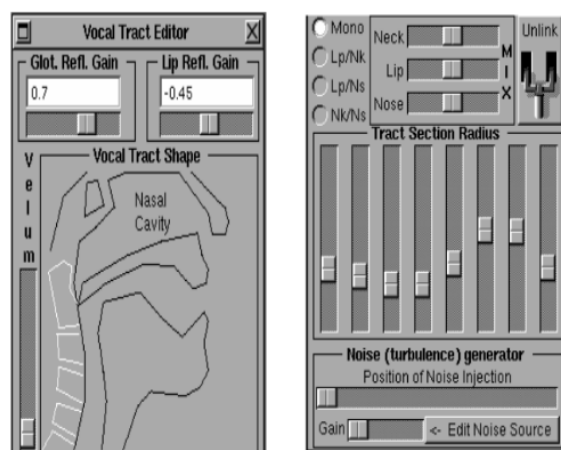 Vocal Tract Editor
Glot. Refl. Gain
Lip Refl. Gain
0.7
-0.45
Velum
Vocal Tract Shape
Nasal
Cavity
Mono
Lp/Nk
Lp/Ns
Nk/Ns
Neck
Lip
Nose
MIX
Unlink
Tract Section Radius
Noise (turbulence) generator
Position of Noise Injection
Gain
<- Edit Noise Source